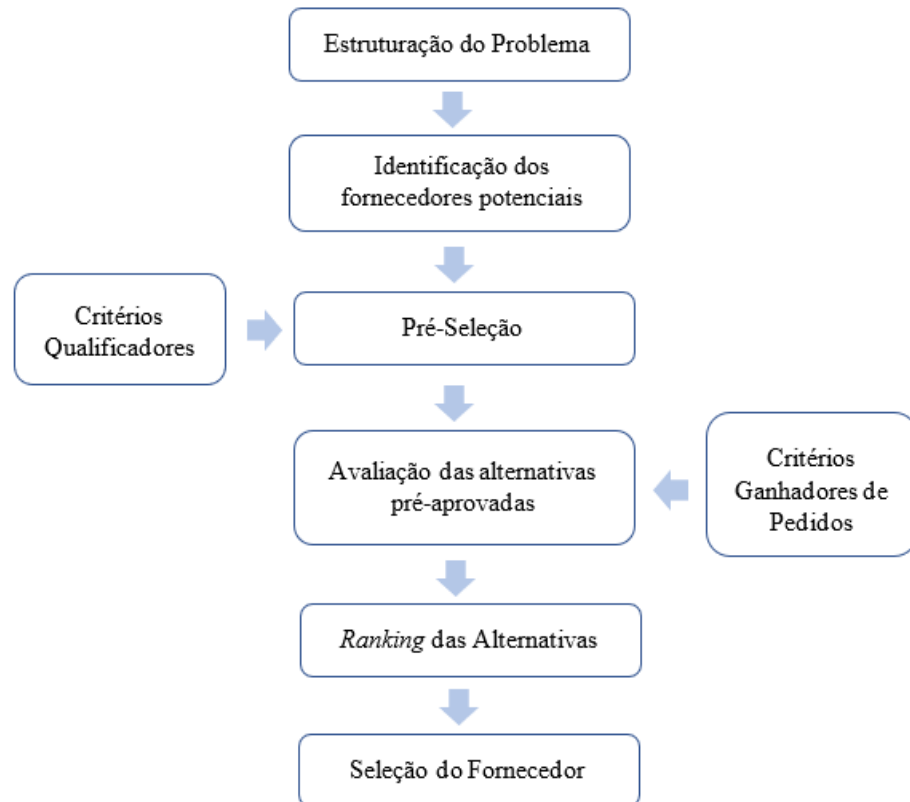 Estruturação do Problema
Identificação dos
fornecedores potenciais
Critérios
Qualificadores
Pré-Seleção
Avaliação das alternativas
pré-aprovadas
Critérios
Ganhadores de
Pedidos
Ranking das Alternativas
Seleção do Fornecedor